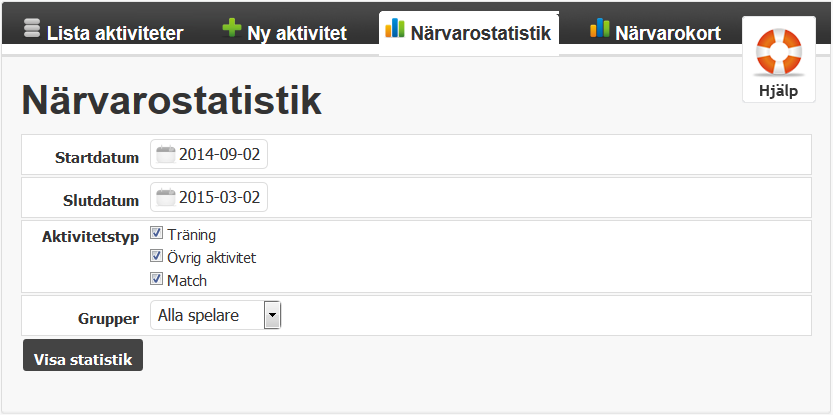 Lista aktiviteter Ny aktivitet Närvarostatistik Närvarokort
Hjälp
Närvarostatistik
Startdatum 2014-09-02
Slutdatum 2015-03-02
Aktivitetstyp Träning
Övrig aktivitet
Match
Grupper Alla spelare
Visa statistik